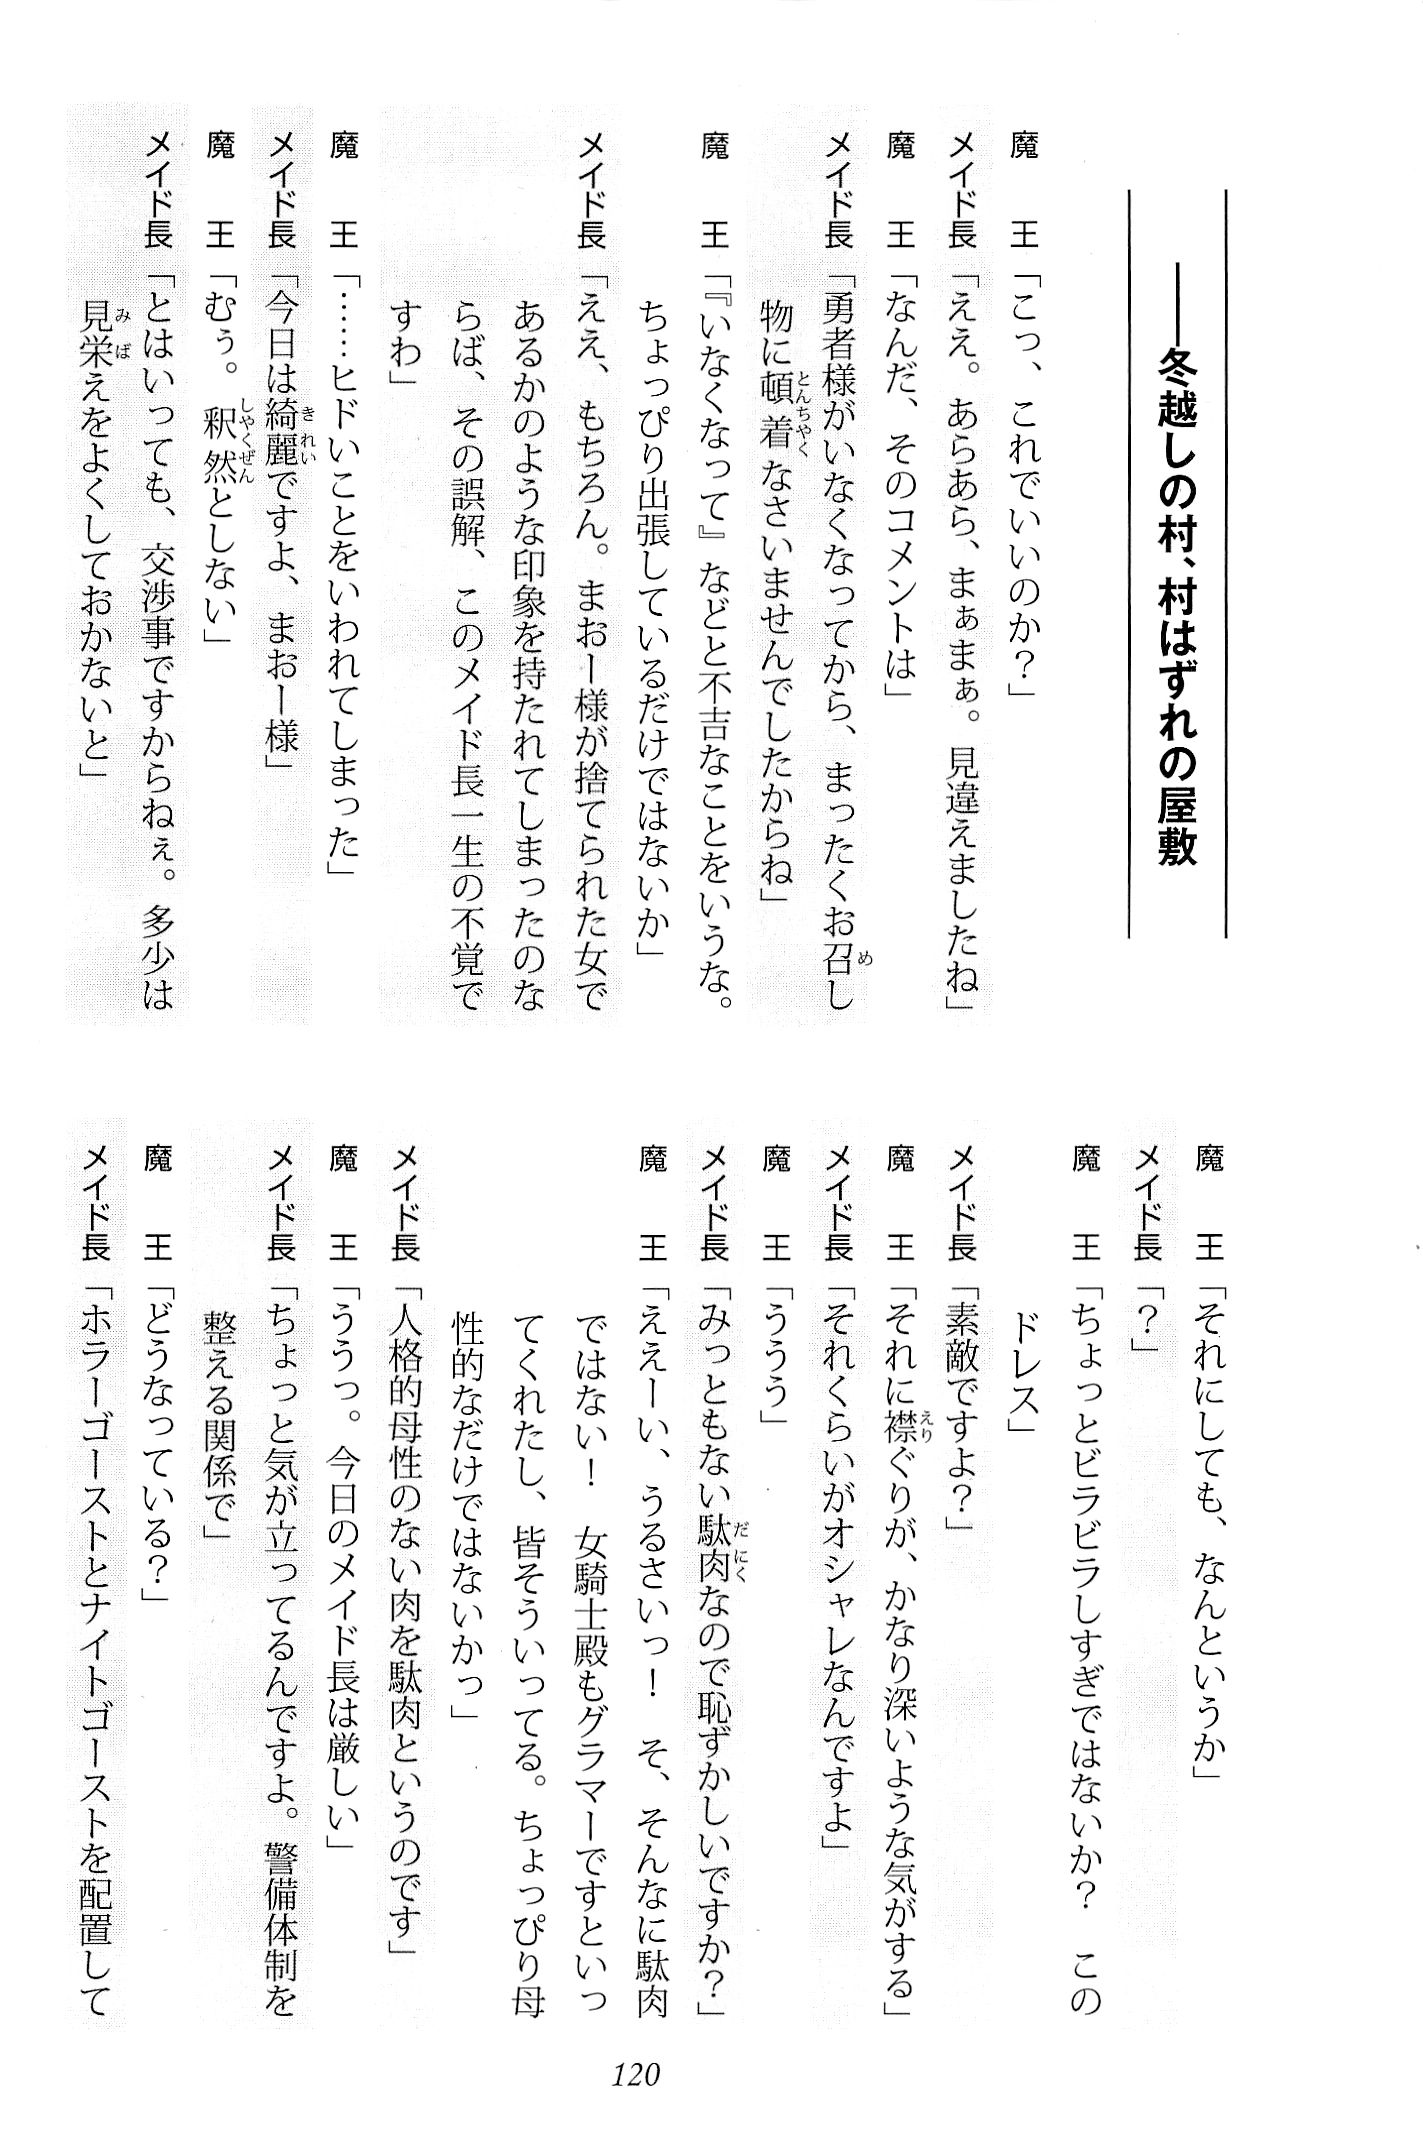 ――冬越しの村、村はずれの屋敷
魔　王「こっ、これでいいのか？」
メイド長「ええ。あらあら、まぁまぁ。見違えましたね」
魔　王「なんだ、そのコメントは」
メイド長「勇者様がいなくなってから、まったくお召し
物に頓着なさいませんでしたからね」
魔　王「『いなくなって』などと不吉なことをいうな。
ちょっぴり出張しているだけではないか」
メイド長「ええ、もちろん。まおー様が捨てられた女で
あるかのような印象を持たれてしまったのな
らば、その誤解、このメイド長一生の不覚で
すわ」
魔　王「……ヒドいことをいわれてしまった」
メイド長「今日は綺麗ですよ、まおー様」
魔　王「むぅ。釈然としない」
メイド長「とはいっても、交渉事ですからねぇ。多少は
見栄えをよくしておかないと」
魔　王「それにしても、なんというか」
メイド長「？」
魔　王「ちょっとビラビラしすぎではないか？　この
ドレス」
メイド長「素敵ですよ？」
魔　王「それに襟ぐりが、かなり深いような気がする」
メイド長「それくらいがオシャレなんですよ」
魔　王「ううう」
メイド長「みっともない駄肉なので恥ずかしいですか？」
魔　王「ええーい、うるさいっ！　そ、そんなに駄肉
ではない！　女騎士殿もグラマーですといっ
てくれたし、皆そういってる。ちょっぴり母
性的なだけではないかっ」
メイド長「人格的母性のない肉を駄肉というのです」
魔　王「ううっ。今日のメイド長は厳しい」
メイド長「ちょっと気が立ってるんですよ。警備体制を
整える関係で」
魔　王「どうなっている？」
メイド長「ホラーゴーストとナイトゴーストを配置して
120